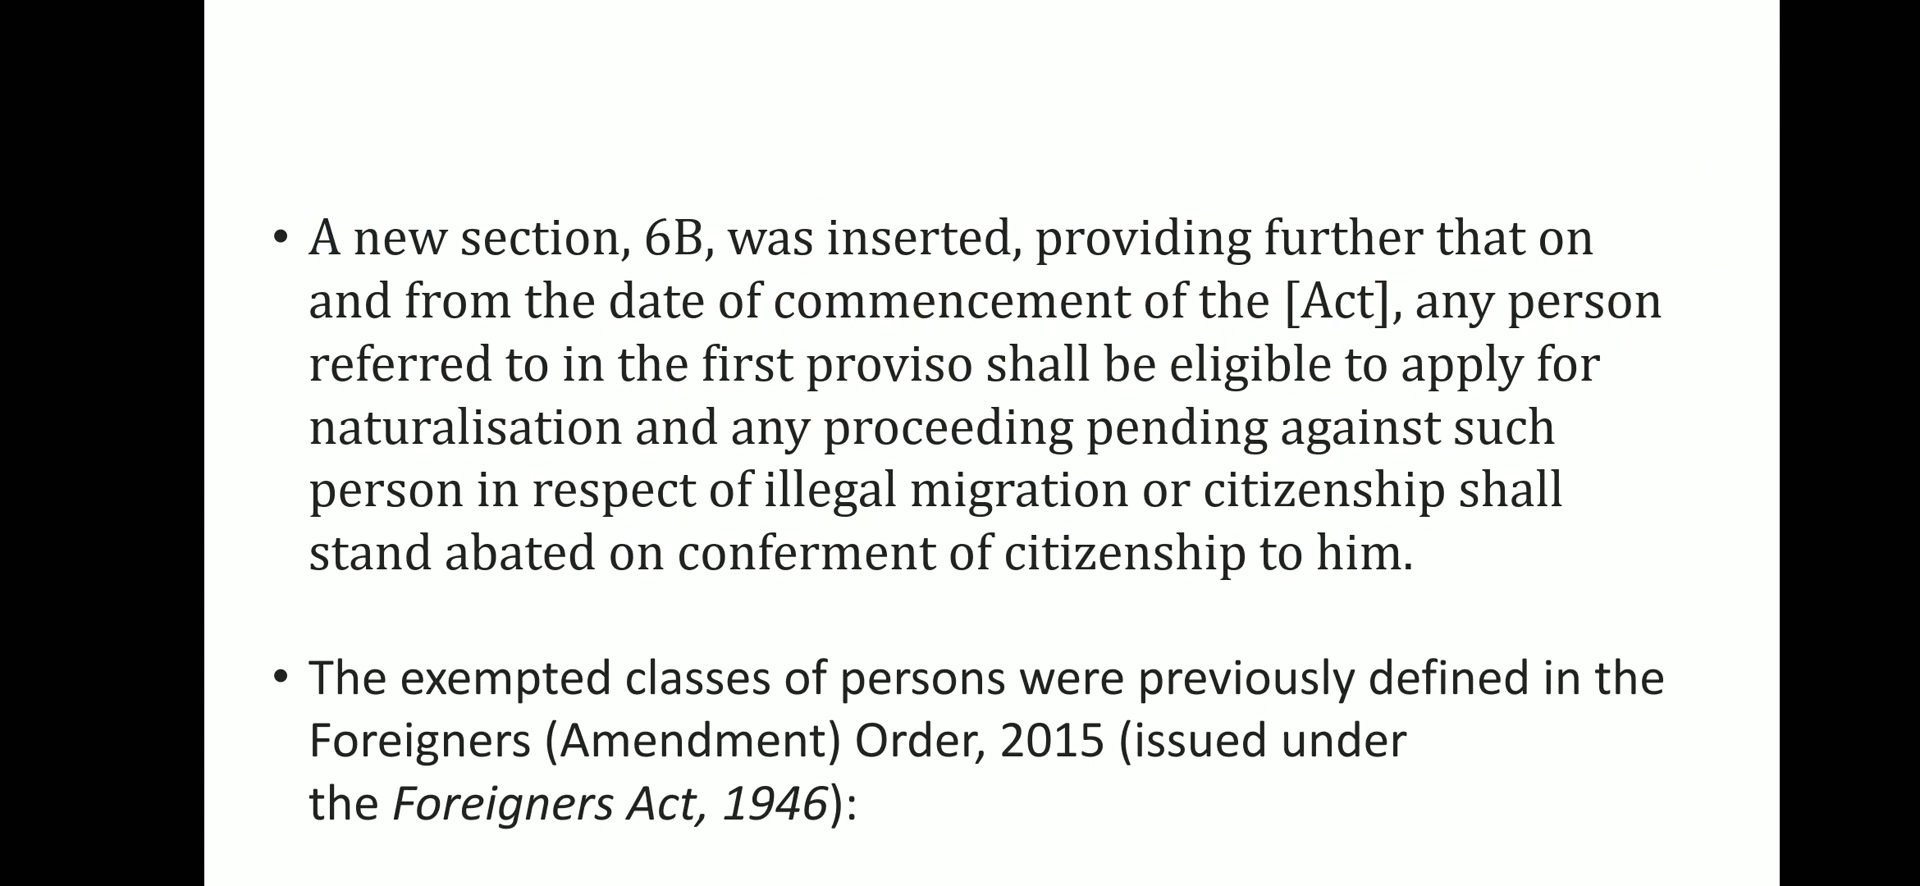 • A new section, 6B, was inserted, providing further that on
and from the date of commencement of the [Act], any person
referred to in the first proviso shall be eligible to apply for
naturalisation and any proceeding pending against such
person in respect of illegal migration or citizenship shall
stand abated on conferment of citizenship to him.
• The exempted classes of persons were previously defined in the
Foreigners (Amendment) Order, 2015 (issued under
the Foreigners Act, 1946):